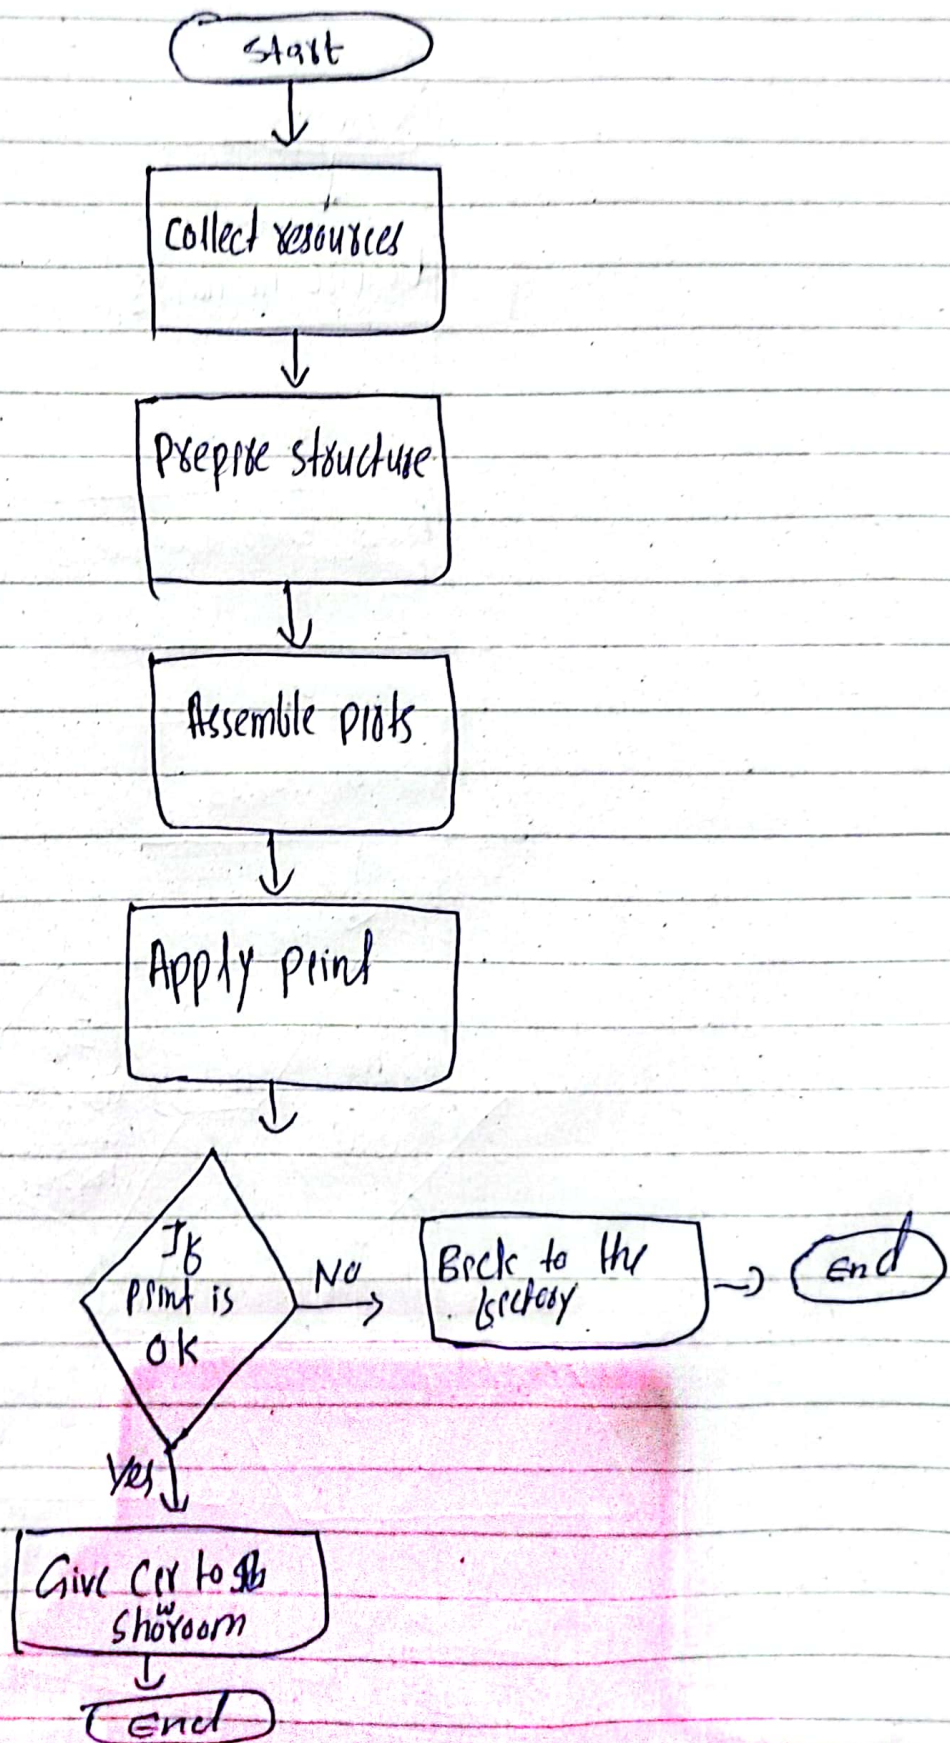 Start
Collect resources
Prepare structure
Assemble parts
Apply paint
If
paint is
OK
No
Back to the
factory
End
Yes
Give Car to
Showroom
End